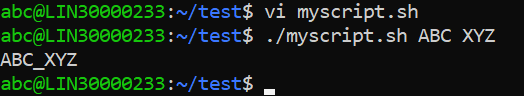 abc@LIN30000233:~/test$ vi myscript.sh
abc@LIN30000233:~/test$ ./myscript.sh ABC XYZ
ABC_XYZ
abc@LIN30000233:~/test$